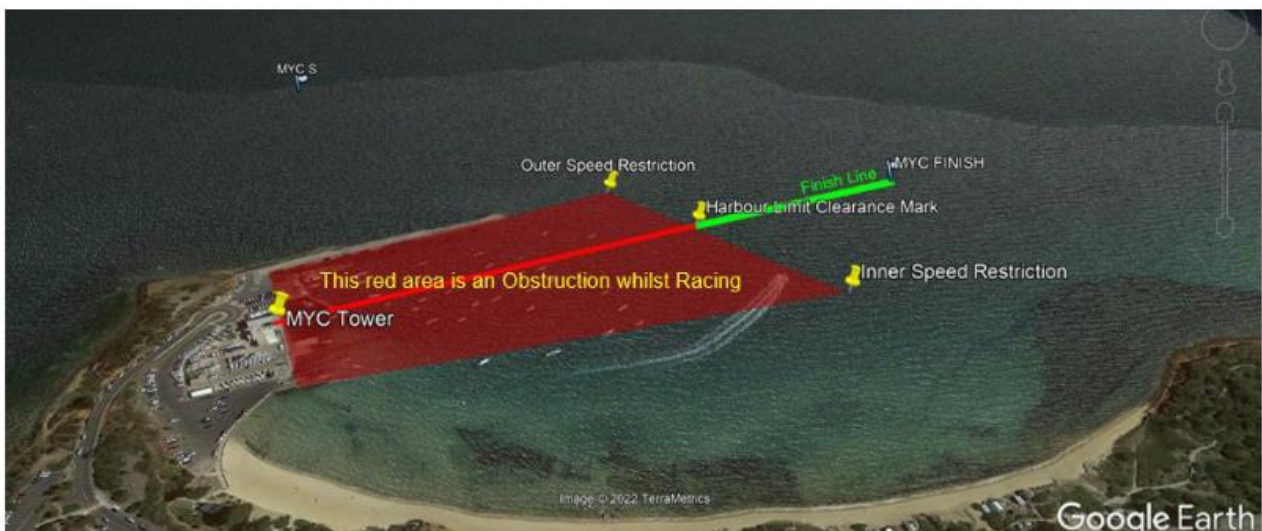 MYC S
Outer Speed Restriction
MYC FINISH
Finish Line
Harbour Limit Clearance Mark
Inner Speed Restriction
This red area is an Obstruction whilst Racing
MYC Tower
Image © 2022 TerraMetrics
Google Earth